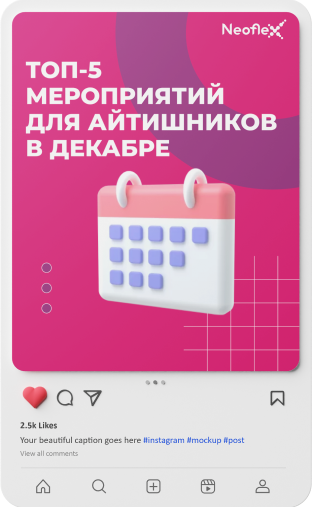 Neoflex
ТОП-5
МЕРОПРИЯТИЙ
ДЛЯ АЙТИШНИКОВ
В ДЕКАБРЕ
2.5k Likes
Your beautiful caption goes here #instagram #mockup #post
View all comments